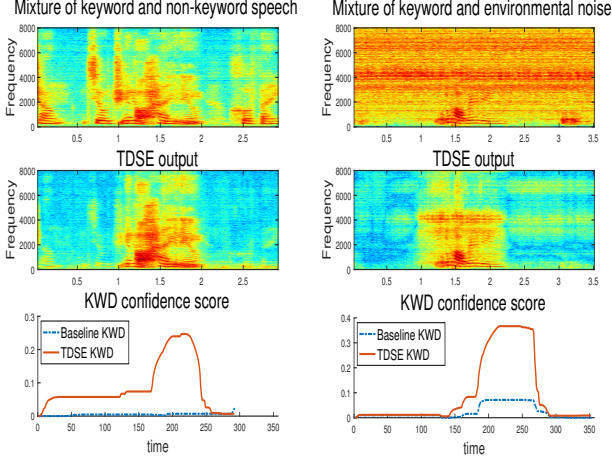 Mixture of keyword and non-keyword speech
Frequency
8000
6000
4000
2000
0
0.5 1 1.5 2 2.5
TDSE output
Frequency
8000
6000
4000
2000
0
0.5 1 1.5 2 2.5
KWD confidence score
0.3
0.2
0.1
0
Baseline KWD
TDSE KWD
0 50 100 150 200 250 300 350
time
Mixture of keyword and environmental noise
Frequency
8000
6000
4000
2000
0
0.5 1 1.5 2 2.5 3 3.5
TDSE output
Frequency
8000
6000
4000
2000
0
0.5 1 1.5 2 2.5 3 3.5
KWD confidence score
0.4
0.3
0.2
0.1
0
Baseline KWD
TDSE KWD
0 50 100 150 200 250 300 350
time